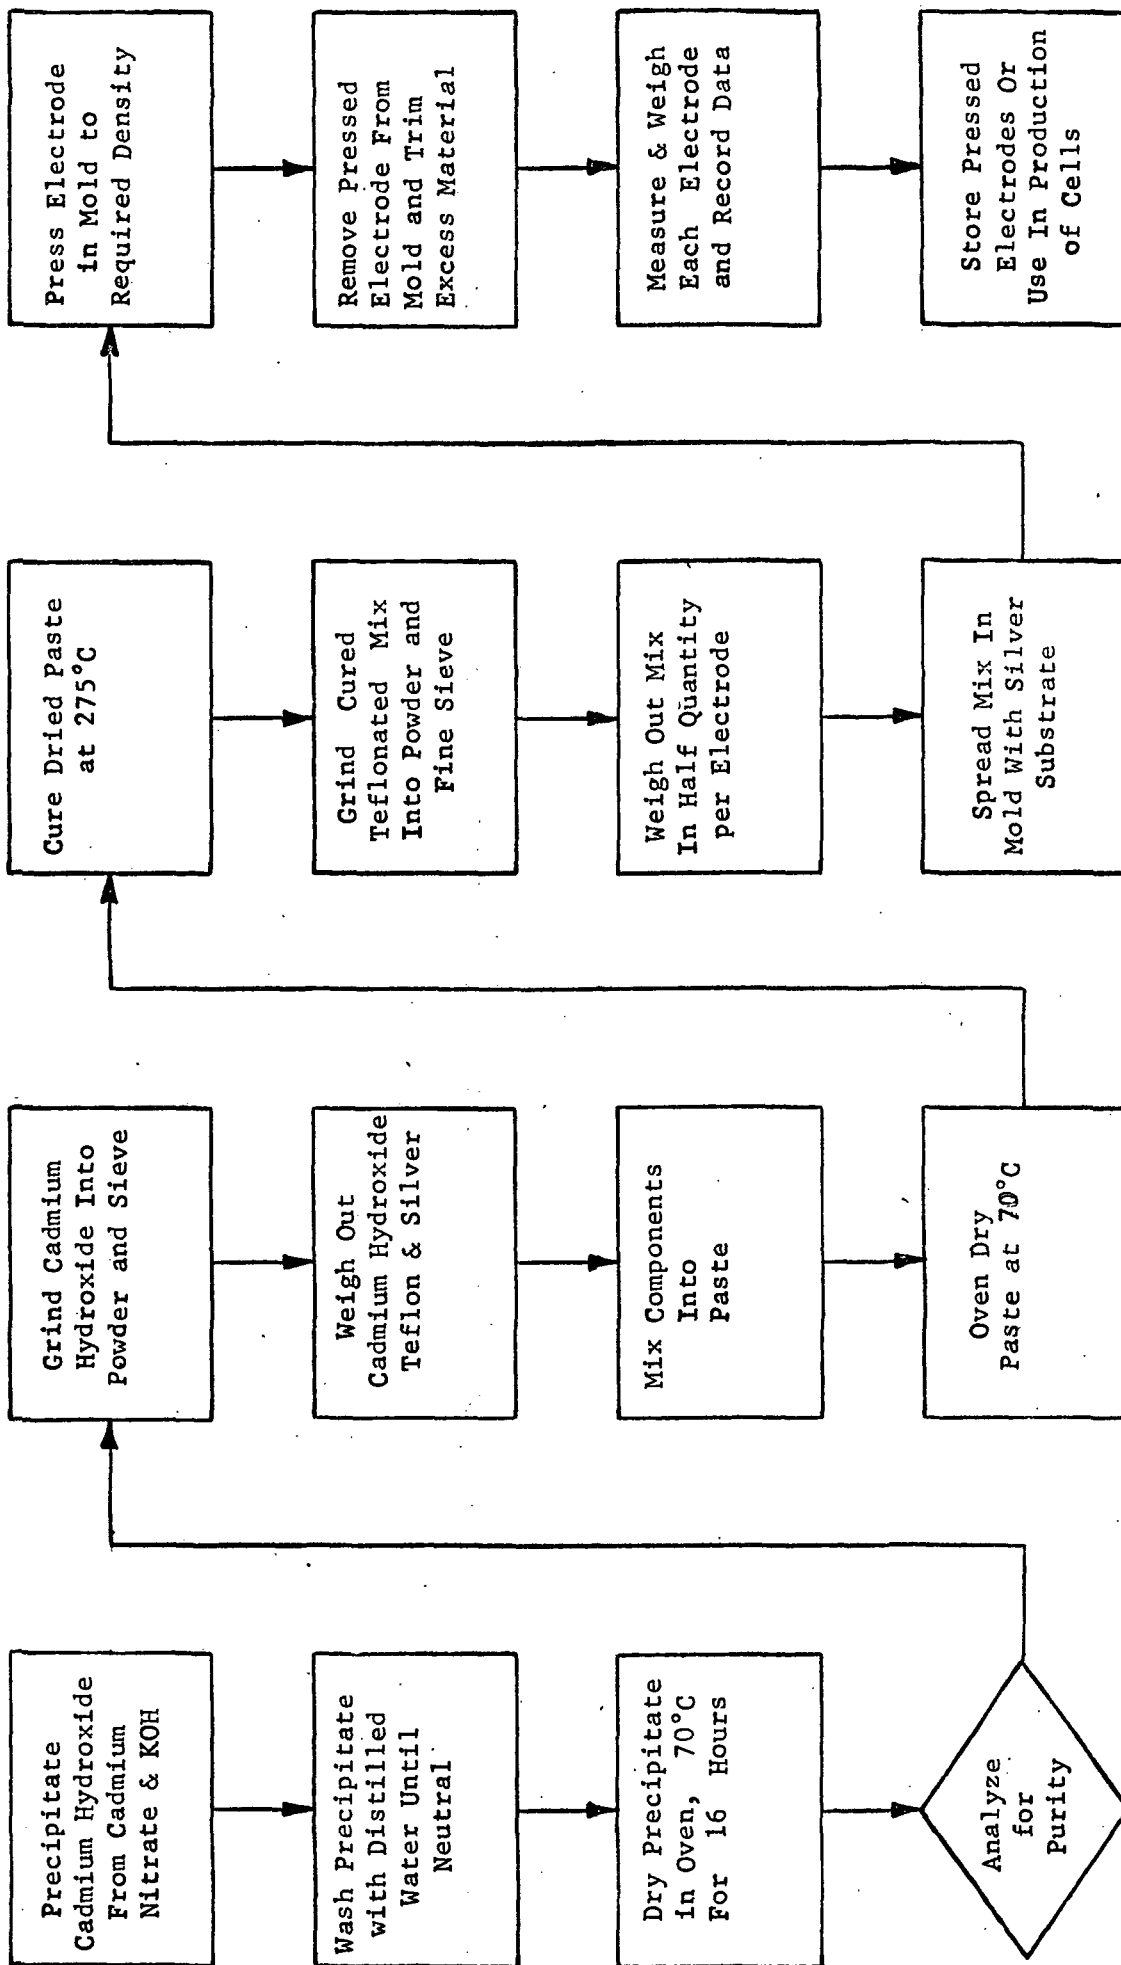 Precipitate
Cadmium Hydroxide
From Cadmium
Nitrate & KOH
Wash Precipitate
with Distilled
Water Until
Neutral
Dry Precipitate
in Oven, 70°C
For 16 Hours
Analyze
for
Purity
Grind Cadmium
Hydroxide Into
Powder and Sieve
Weigh Out
Cadmium Hydroxide
Teflon & Silver
Mix Components
Into
Paste
Oven Dry
Paste at 70°C
Cure Dried Paste
at 275°C
Grind Cured
Teflonated Mix
Into Powder and
Fine Sieve
Weigh Out Mix
In Half Quantity
per Electrode
Spread Mix In
Mold With Silver
Substrate
Press Electrode
in Mold to
Required Density
Remove Pressed
Electrode From
Mold and Trim
Excess Material
Measure & Weigh
Each Electrode
and Record Data
Store Pressed
Electrodes Or
Use In Production
of Cells